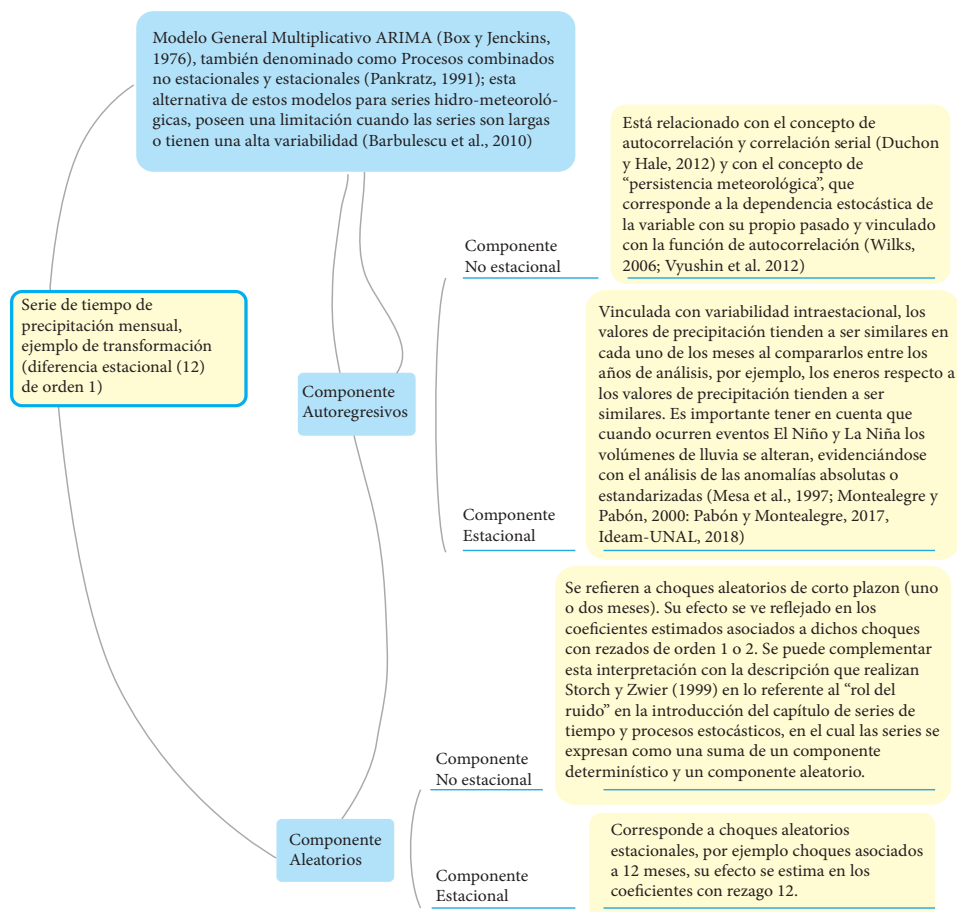 Modelo General Multiplicativo ARIMA (Box y Jenckins,
1976), también denominado como Procesos combinados
no estacionales y estacionales (Pankratz, 1991); esta
alternativa de estos modelos para series hidro-meteoroló-
gicas, poseen una limitación cuando las series son largas
o tienen una alta variabilidad (Barbulescu et al., 2010)
Serie de tiempo de
precipitación mensual,
ejemplo de transformación
(diferencia estacional (12)
de orden 1)
Componente
Autoregresivos
Componente
No estacional
Está relacionado con el concepto de
autocorrelación y correlación serial (Duchon
y Hale, 2012) y con el concepto de
“persistencia meteorológica”, que
corresponde a la dependencia estocástica de
la variable con su propio pasado y vinculado
con la función de autocorrelación (Wilks,
2006; Vyushin et al. 2012)
Componente
Estacional
Vinculada con variabilidad intraestacional, los
valores de precipitación tienden a ser similares en
cada uno de los meses al compararlos entre los
años de análisis, por ejemplo, los eneros respecto a
los valores de precipitación tienden a ser
similares. Es importante tener en cuenta que
cuando ocurren eventos El Niño y La Niña los
volúmenes de lluvia se alteran, evidenciándose
con el análisis de las anomalías absolutas o
estandarizadas (Mesa et al., 1997; Montealegre y
Pabón, 2000: Pabón y Montealegre, 2017,
Ideam-UNAL, 2018)
Componente
Aleatorios
Componente
No estacional
Se refieren a choques aleatorios de corto plazon (uno
o dos meses). Su efecto se ve reflejado en los
coeficientes estimados asociados a dichos choques
con rezados de orden 1 o 2. Se puede complementar
esta interpretación con la descripción que realizan
Storch y Zwier (1999) en lo referente al “rol del
ruido” en la introducción del capítulo de series de
tiempo y procesos estocásticos, en el cual las series se
expresan como una suma de un componente
determinístico y un componente aleatorio.
Componente
Estacional
Corresponde a choques aleatorios
estacionales, por ejemplo choques asociados
a 12 meses, su efecto se estima en los
coeficientes con rezago 12.